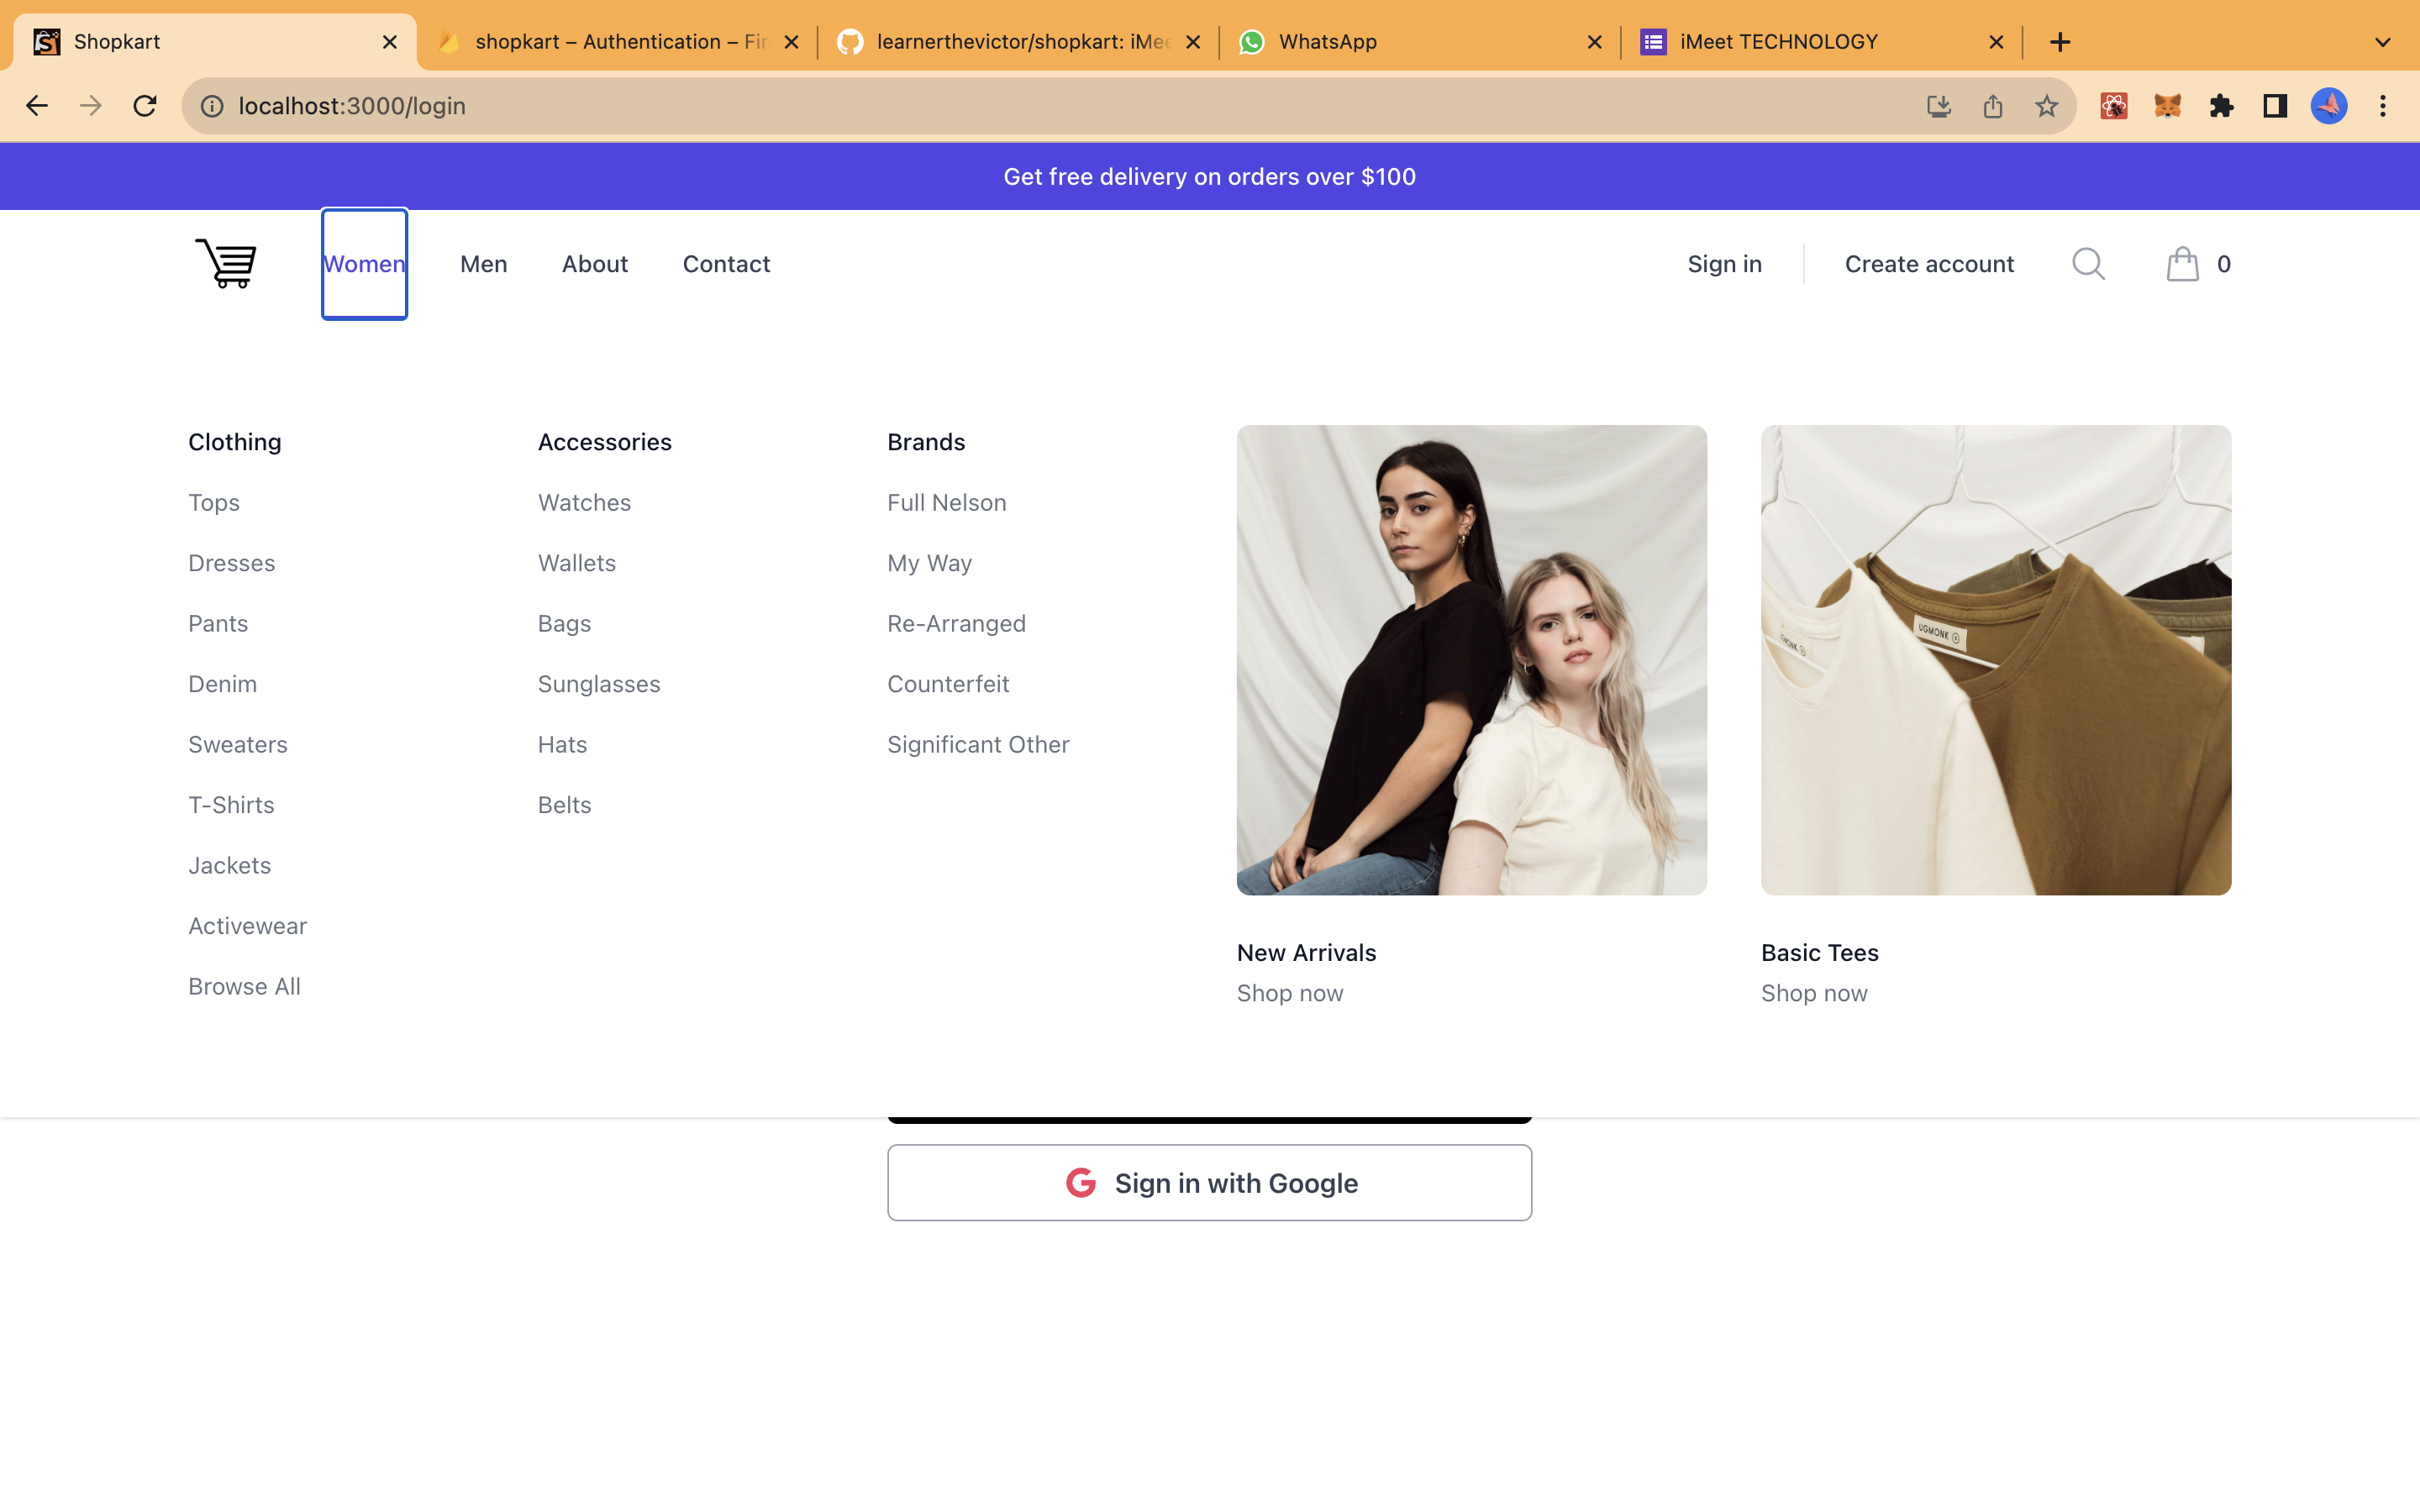 Shopkart
shopkart – Authentication – Fir
learnerthevictor/shopkart: iMee
WhatsApp
iMeet TECHNOLOGY
localhost:3000/login
Get free delivery on orders over $100
Women
Men
About
Contact
Sign in
Create account
0
Clothing
Tops
Dresses
Pants
Denim
Sweaters
T-Shirts
Jackets
Activewear
Browse All
Accessories
Watches
Wallets
Bags
Sunglasses
Hats
Belts
Brands
Full Nelson
My Way
Re-Arranged
Counterfeit
Significant Other
UGMONK
New Arrivals
Shop now
Basic Tees
Shop now
Sign in with Google